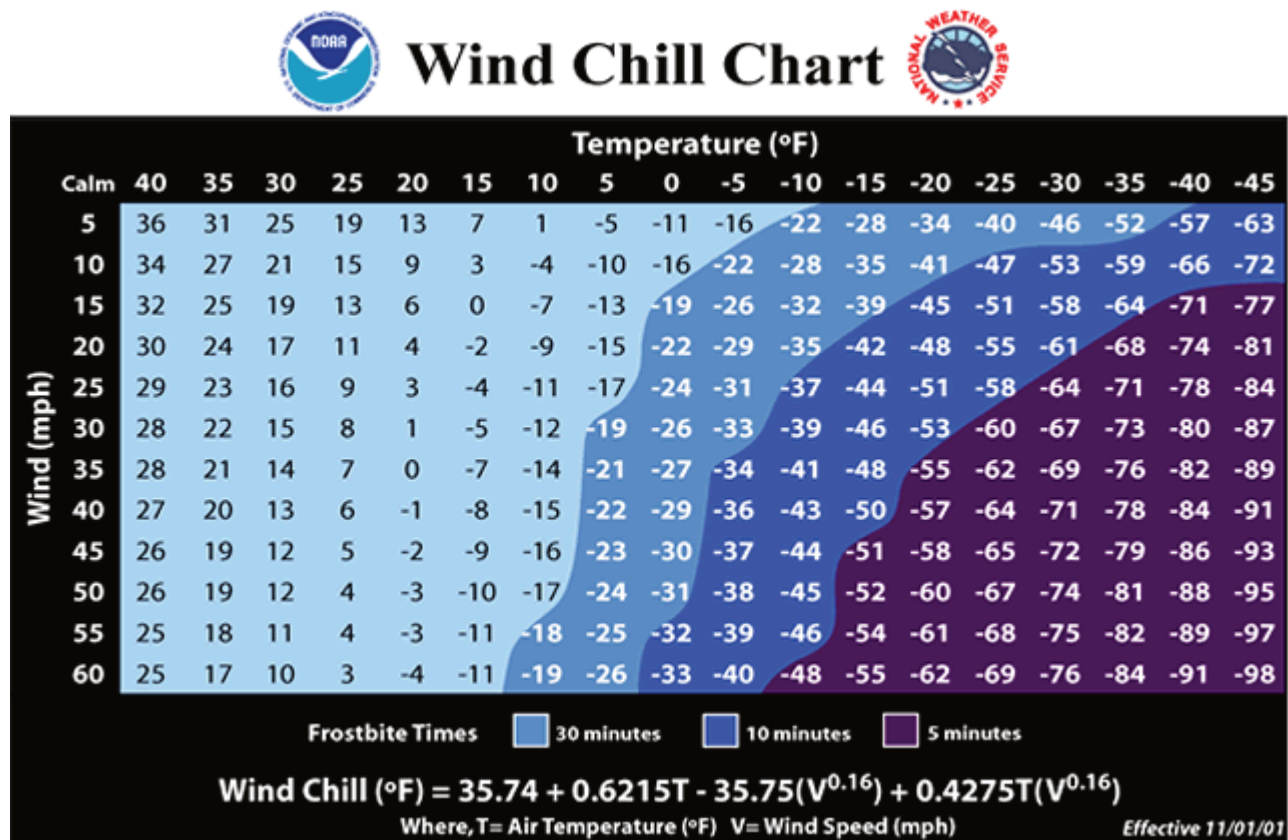 NOAA
NATIONAL OCEANIC AND ATMOSPHERIC ADMINISTRATION
U.S. DEPARTMENT OF COMMERCE
Wind Chill Chart
NATIONAL WEATHER SERVICE
Temperature (ºF)
Calm 40 35 30 25 20 15 10 5 0 -5 -10 -15 -20 -25 -30 -35 -40 -45
Wind (mph)
5 36 31 25 19 13 7 1 -5 -11 -16 -22 -28 -34 -40 -46 -52 -57 -63
10 34 27 21 15 9 3 -4 -10 -16 -22 -28 -35 -41 -47 -53 -59 -66 -72
15 32 25 19 13 6 0 -7 -13 -19 -26 -32 -39 -45 -51 -58 -64 -71 -77
20 30 24 17 11 4 -2 -9 -15 -22 -29 -35 -42 -48 -55 -61 -68 -74 -81
25 29 23 16 9 3 -4 -11 -17 -24 -31 -37 -44 -51 -58 -64 -71 -78 -84
30 28 22 15 8 1 -5 -12 -19 -26 -33 -39 -46 -53 -60 -67 -73 -80 -87
35 28 21 14 7 0 -7 -14 -21 -27 -34 -41 -48 -55 -62 -69 -76 -82 -89
40 27 20 13 6 -1 -8 -15 -22 -29 -36 -43 -50 -57 -64 -71 -78 -84 -91
45 26 19 12 5 -2 -9 -16 -23 -30 -37 -44 -51 -58 -65 -72 -79 -86 -93
50 26 19 12 4 -3 -10 -17 -24 -31 -38 -45 -52 -60 -67 -74 -81 -88 -95
55 25 18 11 4 -3 -11 -18 -25 -32 -39 -46 -54 -61 -68 -75 -82 -89 -97
60 25 17 10 3 -4 -11 -19 -26 -33 -40 -48 -55 -62 -69 -76 -84 -91 -98
Frostbite Times 30 minutes 10 minutes 5 minutes
Wind Chill (ºF) = 35.74 + 0.6215T - 35.75(V^0.16) + 0.4275T(V^0.16)
Where, T= Air Temperature (ºF) V= Wind Speed (mph) Effective 11/01/01